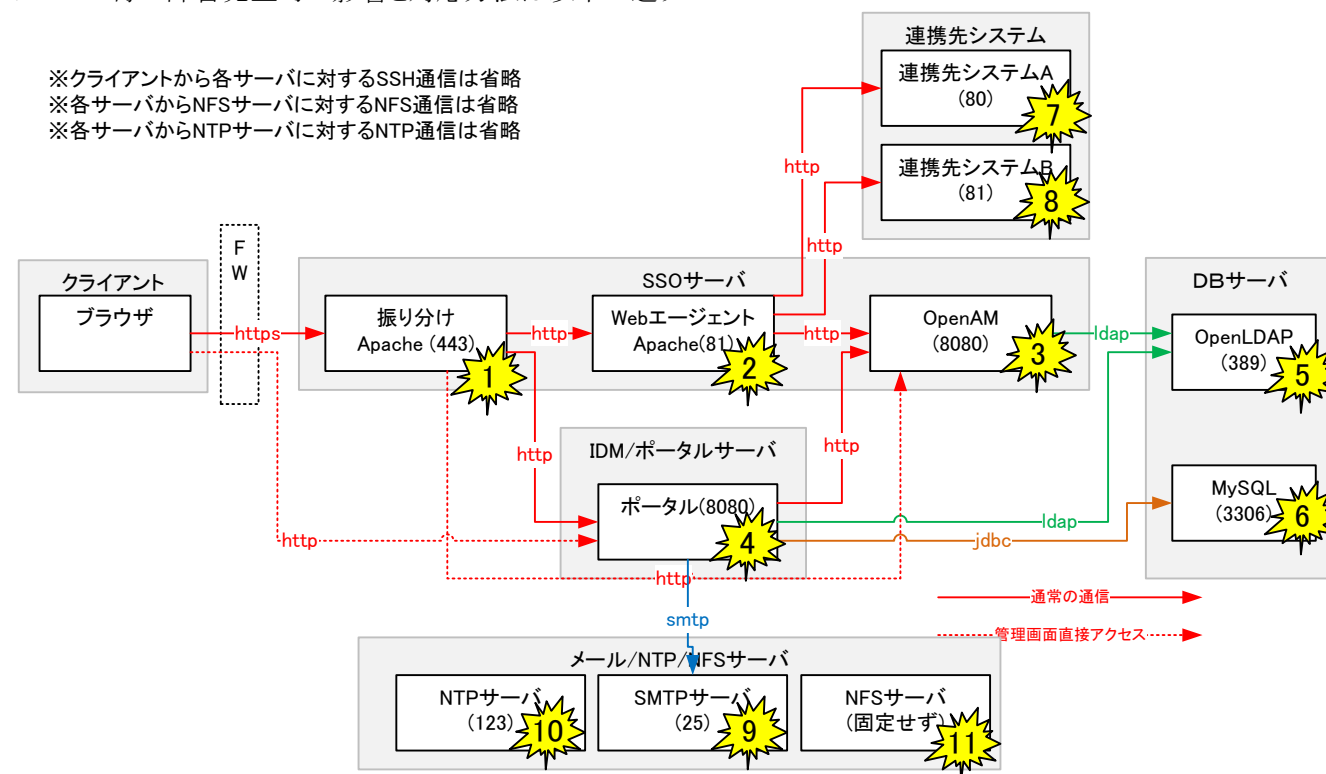 ※クライアントから各サーバに対するSSH通信は省略
※各サーバからNFSサーバに対するNFS通信は省略
※各サーバからNTPサーバに対するNTP通信は省略
連携先システム
連携先システムA
(80)
7
連携先システムB
(81)
8
http
http
F
W
クライアント
ブラウザ
https
SSOサーバ
振り分け
Apache (443)
1
http
Webエージェント
Apache(81)
2
http
OpenAM
(8080)
3
ldap
DBサーバ
OpenLDAP
(389)
5
MySQL
(3306)
6
http
IDM/ポータルサーバ
ポータル(8080)
4
http
ldap
jdbc
http
http
smtp
通常の通信
管理画面直接アクセス
メール/NTP/NFSサーバ
NTPサーバ
(123)
10
SMTPサーバ
(25)
9
NFSサーバ
(固定せず)
11